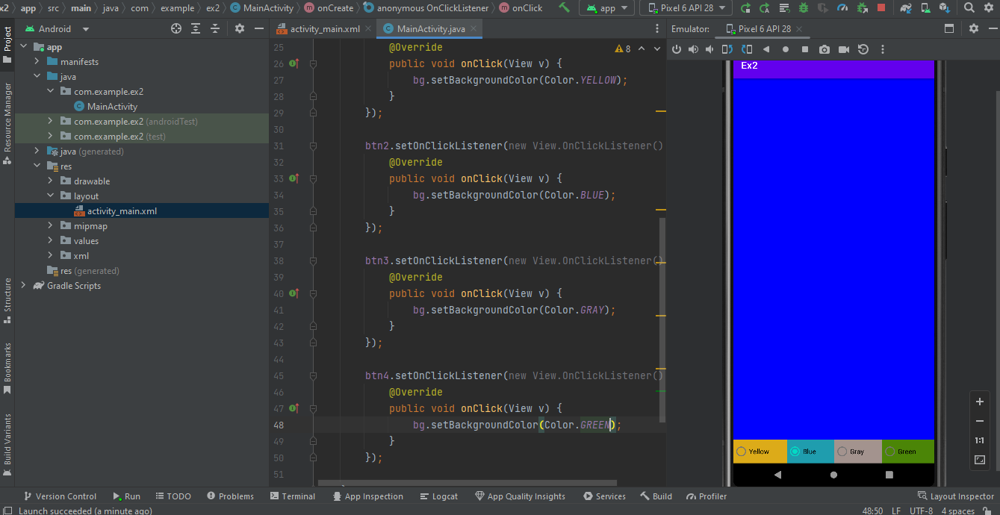 x2 app src main java com example ex2 MainActivity onCreate anonymous OnClickListener onClick app Pixel 6 API 28
Project
Resource Manager
Structure
Bookmarks
Build Variants
Android
app
manifests
java
com.example.ex2
MainActivity
com.example.ex2 (androidTest)
com.example.ex2 (test)
java (generated)
res
drawable
layout
activity_main.xml
mipmap
values
xml
res (generated)
Gradle Scripts
activity_main.xml MainActivity.java
8
25 @Override
26 public void onClick(View v) {
27 bg.setBackgroundColor(Color.YELLOW);
28 }
29 });
30
31 btn2.setOnClickListener(new View.OnClickListener()
32 @Override
33 public void onClick(View v) {
34 bg.setBackgroundColor(Color.BLUE);
35 }
36 });
37
38 btn3.setOnClickListener(new View.OnClickListener()
39 @Override
40 public void onClick(View v) {
41 bg.setBackgroundColor(Color.GRAY);
42 }
43 });
44
45 btn4.setOnClickListener(new View.OnClickListener()
46 @Override
47 public void onClick(View v) {
48 bg.setBackgroundColor(Color.GREEN);
49 }
50 });
51
Emulator: Pixel 6 API 28
Ex2
Yellow Blue Gray Green
1:1
Version Control Run TODO Problems Terminal App Inspection Logcat App Quality Insights Services Build Profiler Layout Inspector
Launch succeeded (a minute ago) 48:50 LF UTF-8 4 spaces